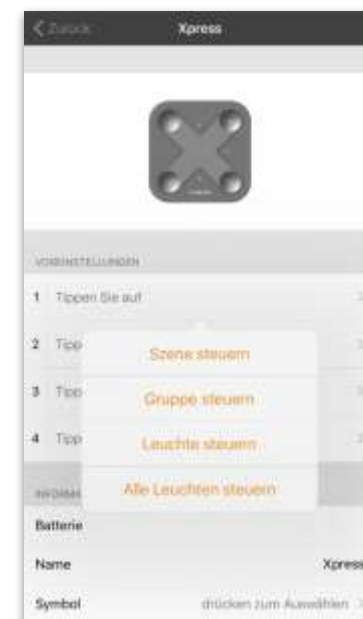 Zurück Xpress
VOREINSTELLUNGEN
1 Tippen Sie auf
2 Tipp
Szene steuern
3 Tipp
Gruppe steuern
4 Tipp
Leuchte steuern
Alle Leuchten steuern
Batterie
Name Xpress
Symbol drücken zum Auswählen